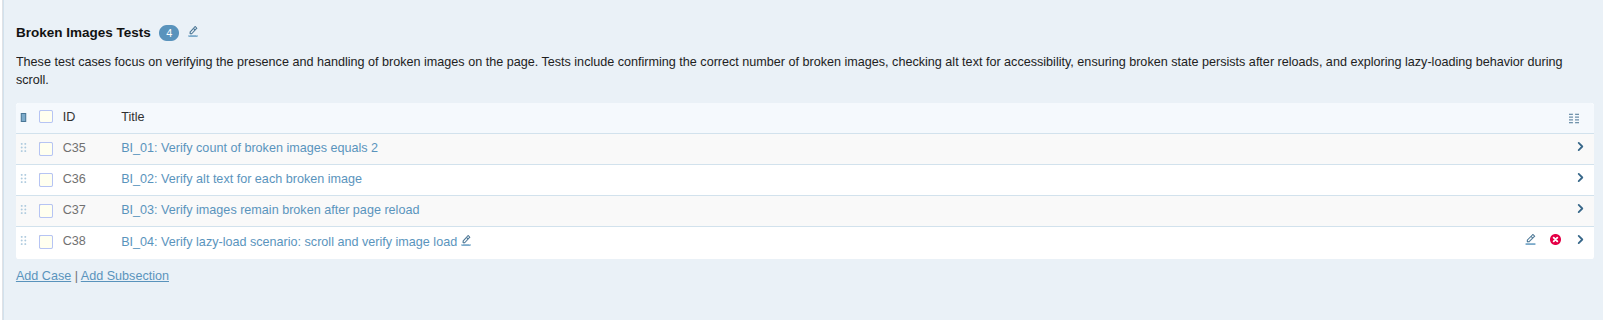 Broken Images Tests 4
These test cases focus on verifying the presence and handling of broken images on the page. Tests include confirming the correct number of broken images, checking alt text for accessibility, ensuring broken state persists after reloads, and exploring lazy-loading behavior during
scroll.
ID Title
C35 BI_01: Verify count of broken images equals 2
C36 BI_02: Verify alt text for each broken image
C37 BI_03: Verify images remain broken after page reload
C38 BI_04: Verify lazy-load scenario: scroll and verify image load
Add Case | Add Subsection